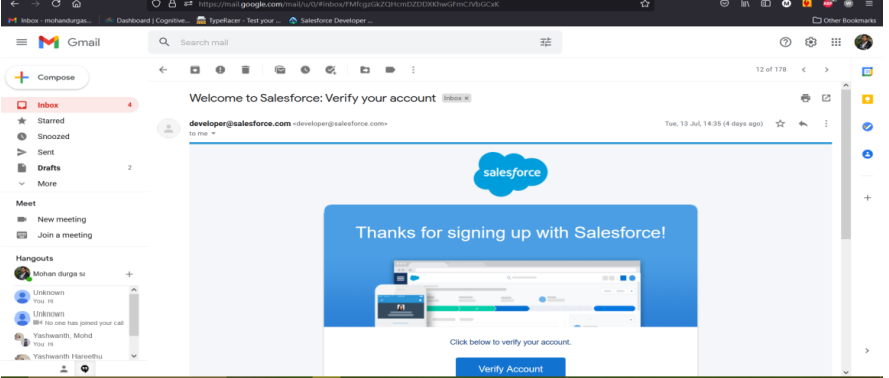 https://mail.google.com/mail/u/0/#inbox/FMfcgzGkZQHcmDZDDXKhwGFmCJVbGCxK
Inbox - mohandurgas...
Dashboard | Cognitive...
TypeRacer - Test your ...
Salesforce Developer ...
Other Bookmarks
Gmail
Search mail
Compose
12 of 178
Inbox 4
Starred
Snoozed
Sent
Drafts 2
More
Meet
New meeting
Join a meeting
Hangouts
Mohan durga sı
Unknown
You: Hi
Unknown
No one has joined your call
Yashwanth, Mohd
You: Hi
Yashwanth Hareethu
Welcome to Salesforce: Verify your account Inbox x
developer@salesforce.com <developer@salesforce.com>
Tue, 13 Jul, 14:35 (4 days ago)
to me
salesforce
Thanks for signing up with Salesforce!
Click below to verify your account.
Verify Account